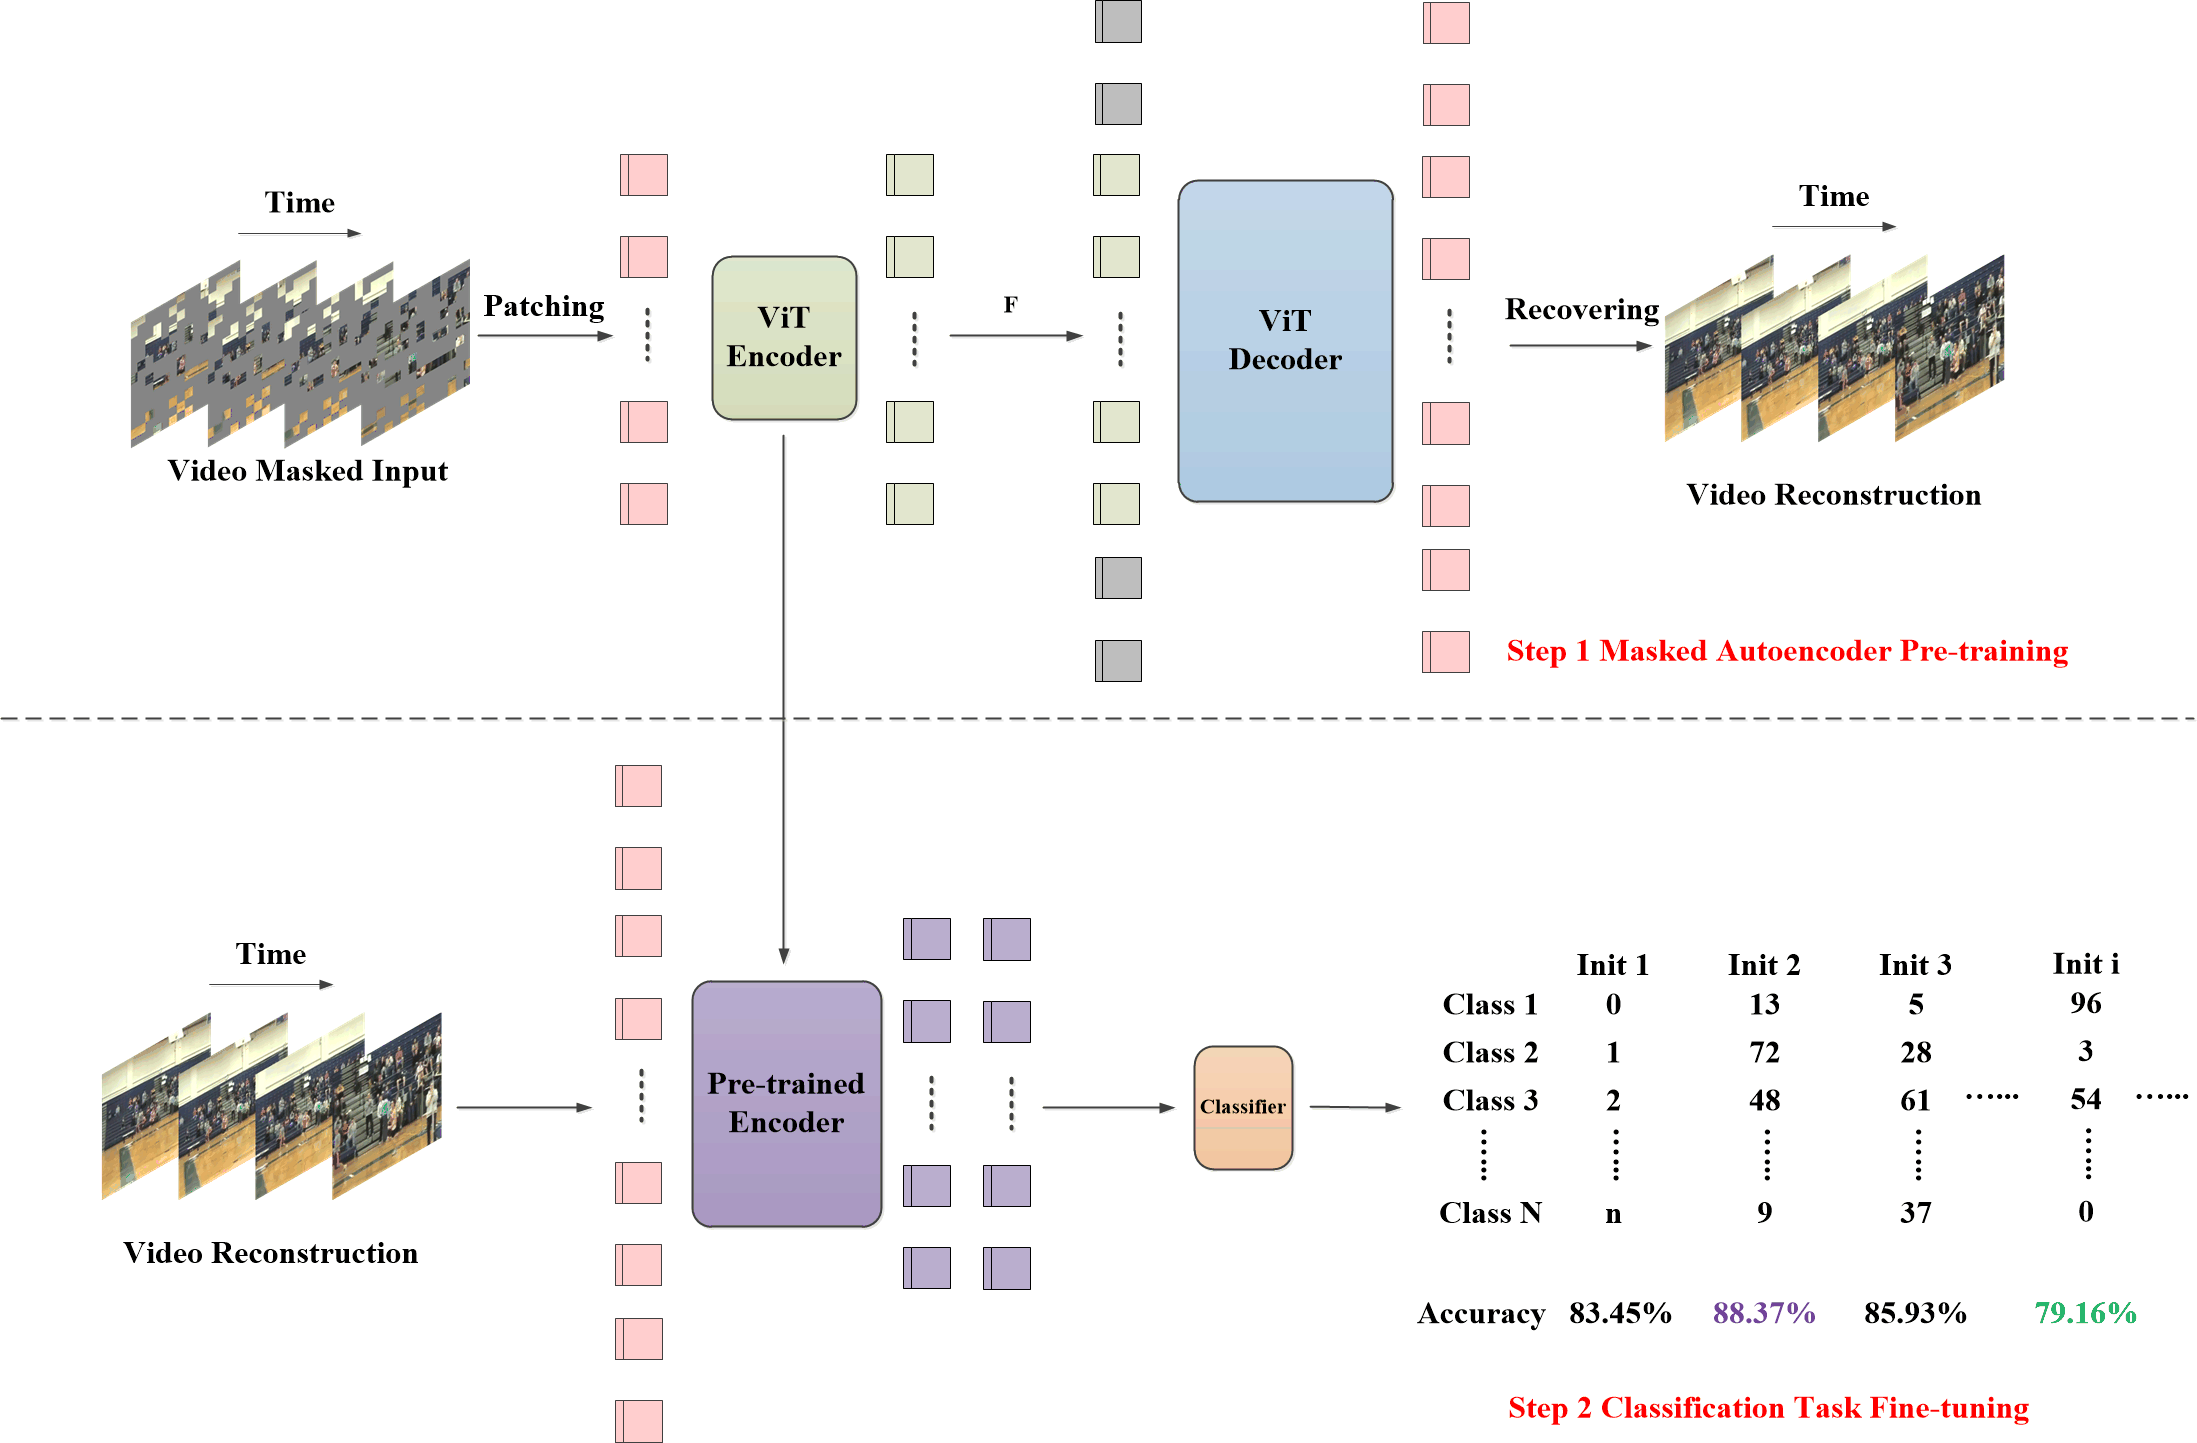 Time
Patching
Video Masked Input
ViT
Encoder
F
ViT
Decoder
Time
Recovering
Video Reconstruction
Step 1 Masked Autoencoder Pre-training
Time
Video Reconstruction
Pre-trained
Encoder
Classifier
Init 1 Init 2 Init 3 Init i
Class 1 0 13 5 96
Class 2 1 72 28 3
Class 3 2 48 61 …... 54 …...
Class N n 9 37 0
Accuracy 83.45% 88.37% 85.93% 79.16%
Step 2 Classification Task Fine-tuning